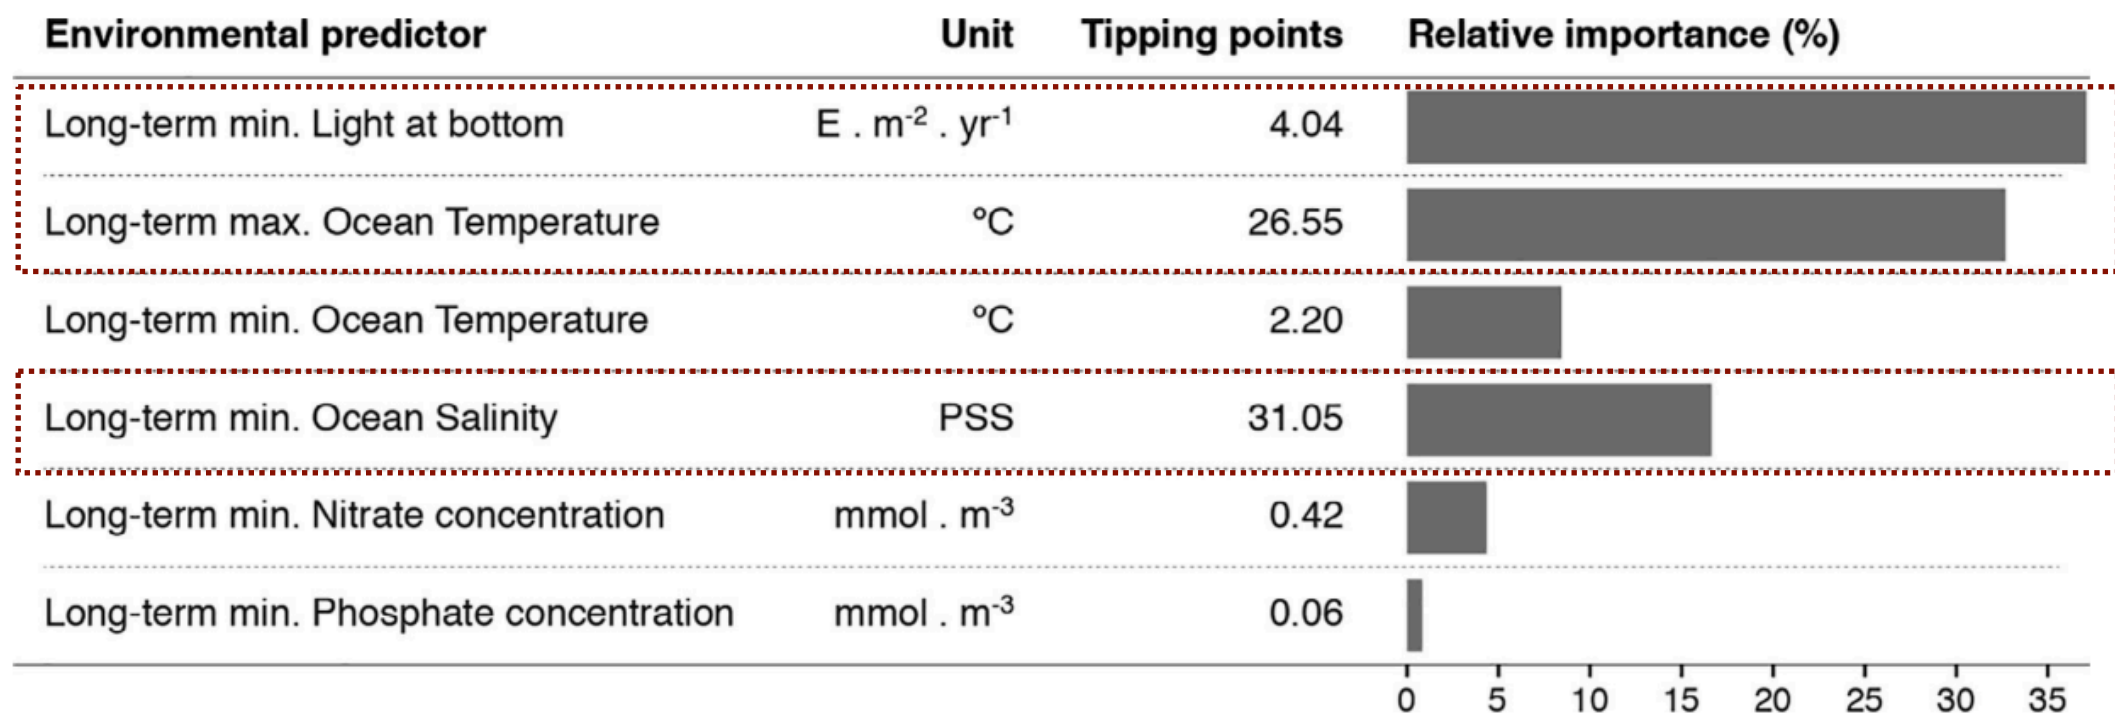 Environmental predictor Unit Tipping points Relative importance (%)
Long-term min. Light at bottom E . m⁻² . yr⁻¹ 4.04
Long-term max. Ocean Temperature °C 26.55
Long-term min. Ocean Temperature °C 2.20
Long-term min. Ocean Salinity PSS 31.05
Long-term min. Nitrate concentration mmol . m⁻³ 0.42
Long-term min. Phosphate concentration mmol . m⁻³ 0.06
0 5 10 15 20 25 30 35